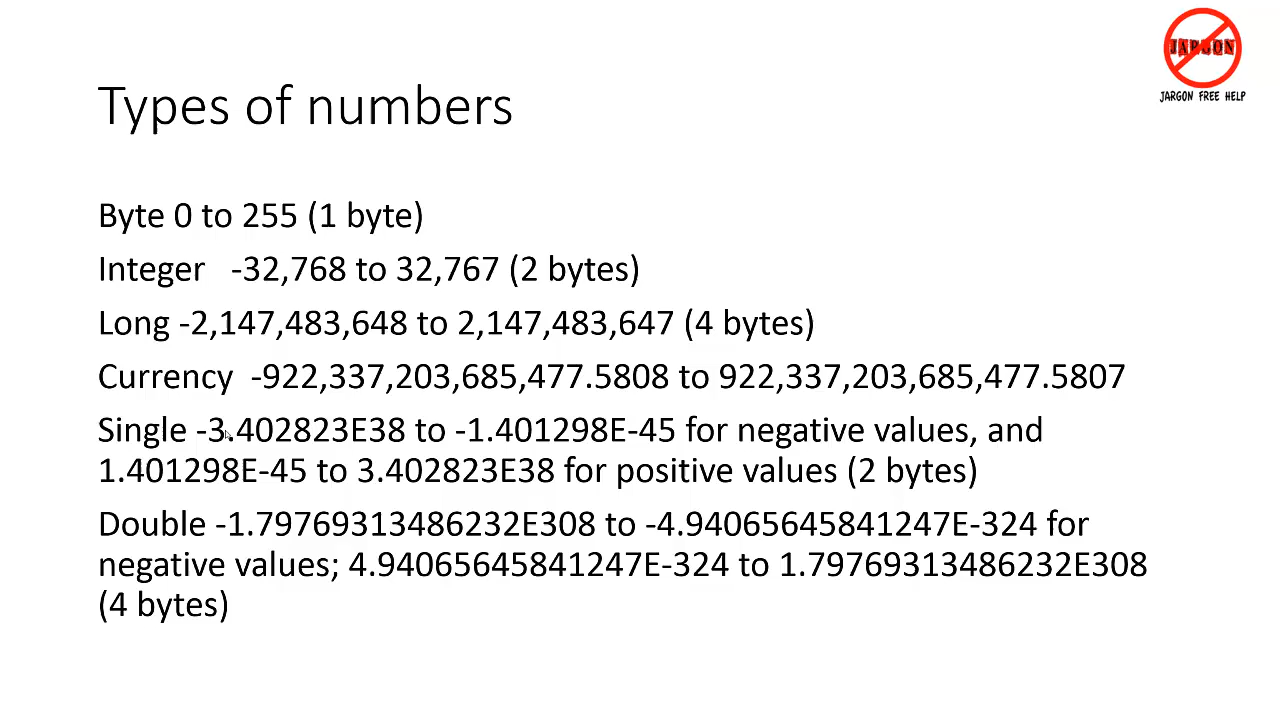 JARGON
JARGON FREE HELP
Types of numbers
Byte 0 to 255 (1 byte)
Integer   -32,768 to 32,767 (2 bytes)
Long -2,147,483,648 to 2,147,483,647 (4 bytes)
Currency  -922,337,203,685,477.5808 to 922,337,203,685,477.5807
Single -3.402823E38 to -1.401298E-45 for negative values, and
1.401298E-45 to 3.402823E38 for positive values (2 bytes)
Double -1.79769313486232E308 to -4.94065645841247E-324 for
negative values; 4.94065645841247E-324 to 1.79769313486232E308
(4 bytes)